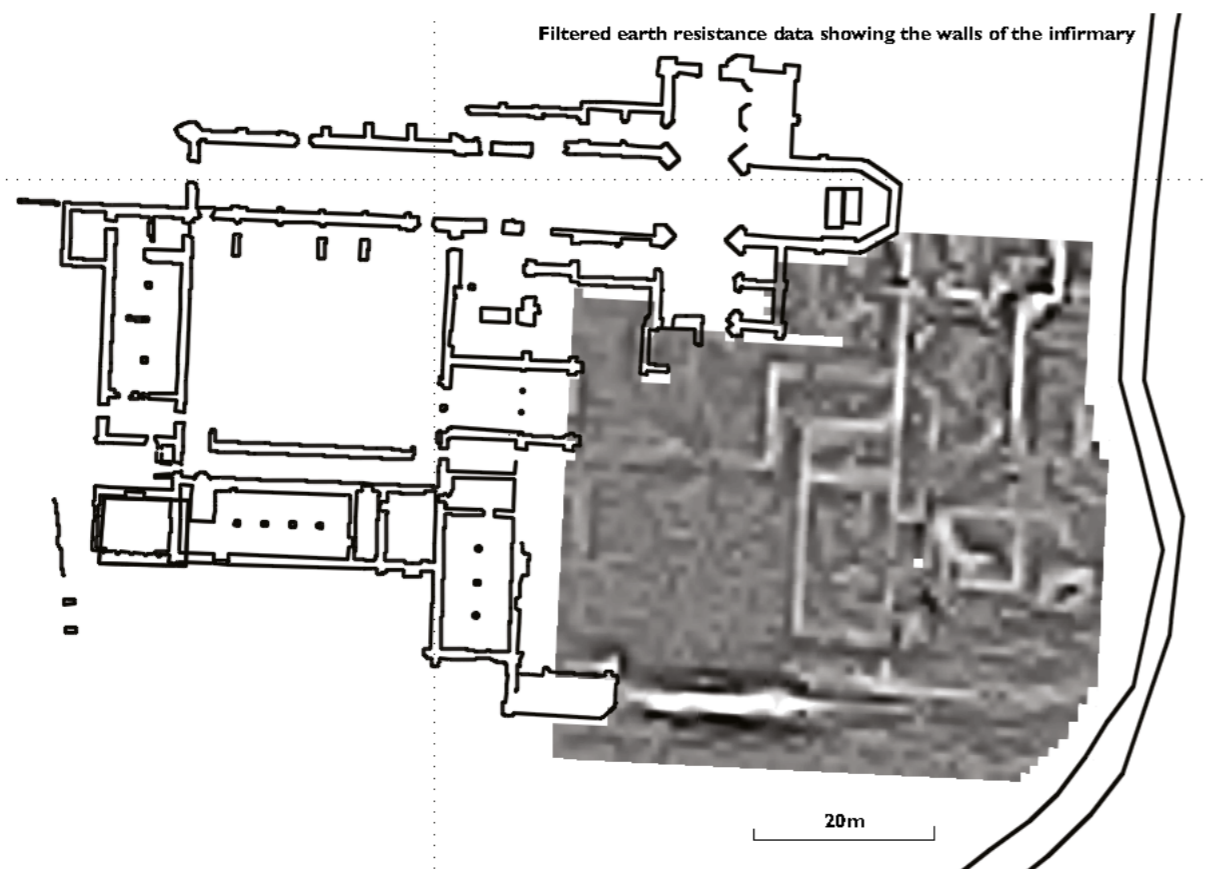 Filtered earth resistance data showing the walls of the infirmary
20m